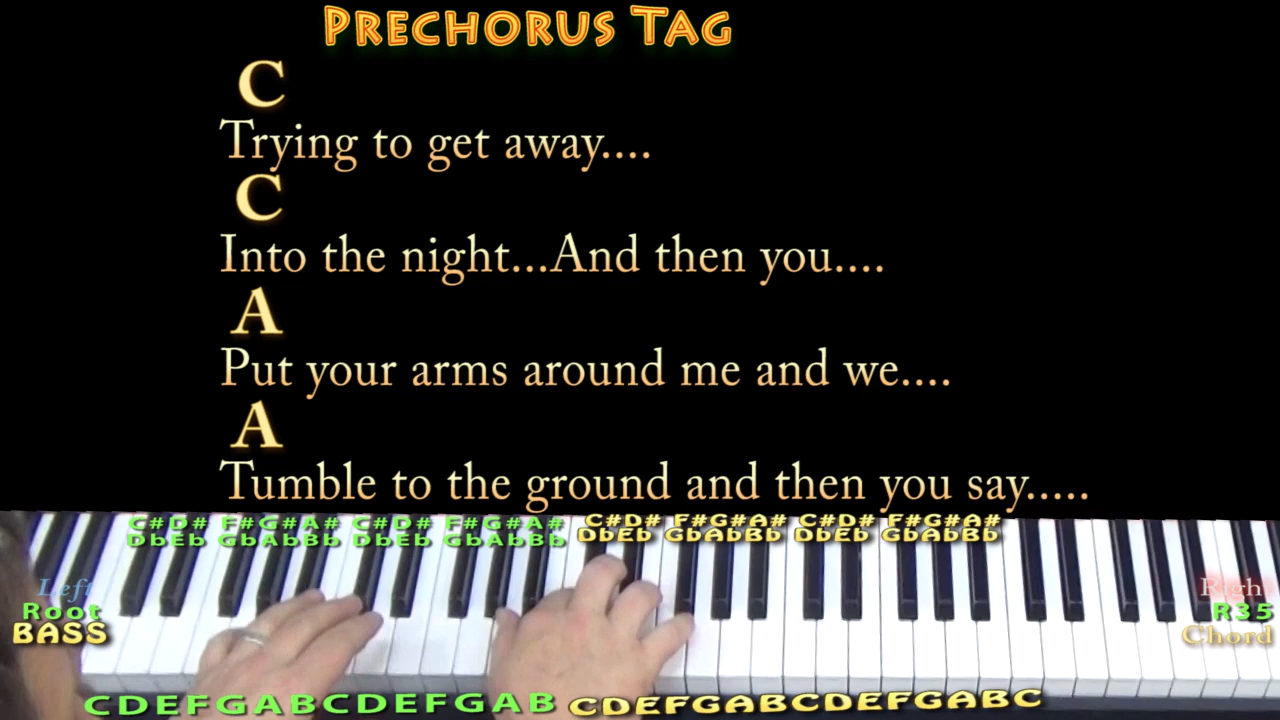 PRECHORUS TAG
C
Trying to get away....
C
Into the night...And then you....
A
Put your arms around me and we....
A
Tumble to the ground and then you say.....
C#D# F#G#A# C#D# F#G#A# C#D# F#G#A# C#D# F#G#A#
DbEb GbAbBb DbEb GbAbBb DbEb GbAbBb DbEb GbAbBb
Left
Root
BASS
Right
R35
Chord
CDEFGABCDEFGAB CDEFGABCDEFGABC